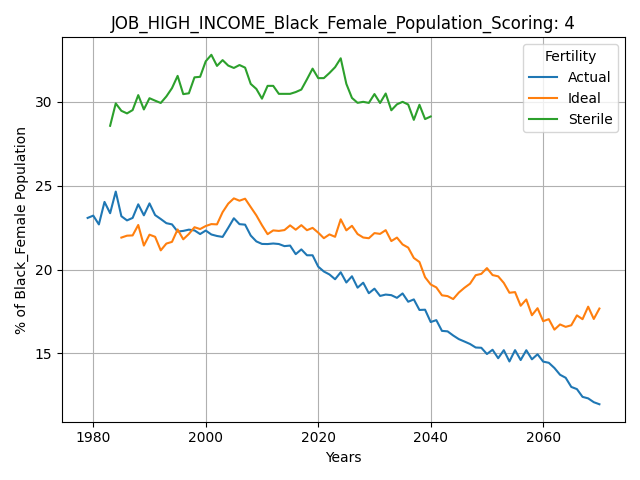 JOB_HIGH_INCOME_Black_Female_Population_Scoring: 4
Fertility
Actual
Ideal
Sterile
% of Black_Female Population
30
25
20
15
1980
2000
2020
2040
2060
Years